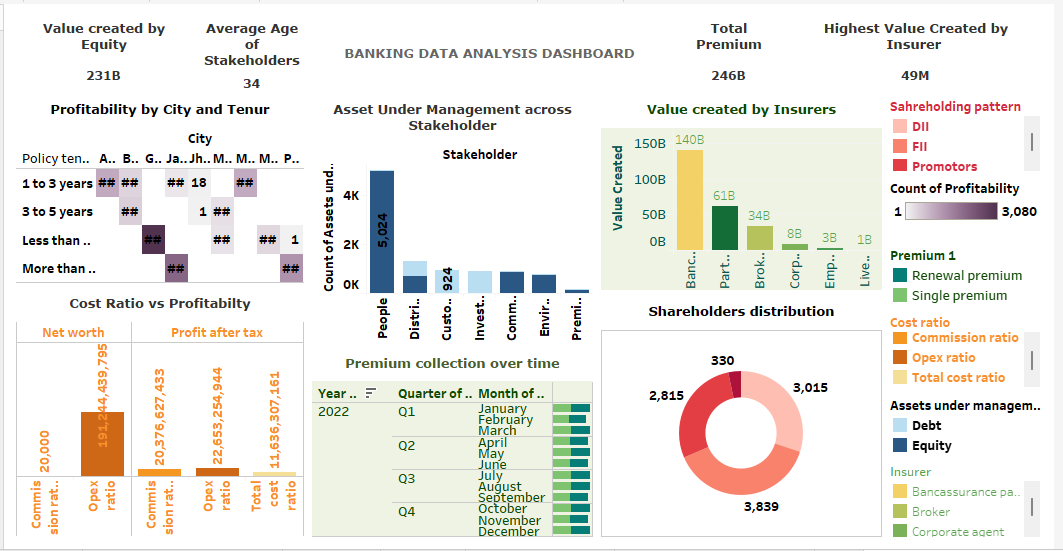 Value created by
Equity
231B
Average Age
of
Stakeholders
34
BANKING DATA ANALYSIS DASHBOARD
Total
Premium
246B
Highest Value Created by
Insurer
49M
Profitability by City and Tenur
City
Policy ten.. A.. B.. G.. Ja.. Jh.. M.. M.. M.. P..
1 to 3 years ## ## ## 18 ##
3 to 5 years ## 1 ##
Less than .. ## ## ## 1
More than .. ## ##
Cost Ratio vs Profitabilty
Net worth
Profit after tax
20,000
191,244,439,795
20,376,627,433
22,653,254,944
11,636,307,161
Commis
sion rat..
Opex
ratio
Commis
sion rat..
Opex
ratio
Total
cost
ratio
Asset Under Management across
Stakeholder
Stakeholder
Count of Assets und..
4K
2K
0K
5,024
924
People
Distri..
Custo..
Invest..
Comm..
Envir..
Premi..
Premium collection over time
Year .. Quarter of .. Month of ..
2022 Q1 January
February
March
Q2 April
May
June
Q3 July
August
September
Q4 October
November
December
Value created by Insurers
Value Created
150B
100B
50B
0B
140B
61B
34B
8B
3B
1B
Banc..
Part..
Brok..
Corp..
Emp..
Live..
Shareholders distribution
330
3,015
2,815
3,839
Sahreholding pattern
DII
FII
Promotors
Count of Profitability
1 3,080
Premium 1
Renewal premium
Single premium
Cost ratio
Commission ratio
Opex ratio
Total cost ratio
Assets under managem..
Debt
Equity
Insurer
Bancassurance pa..
Broker
Corporate agent